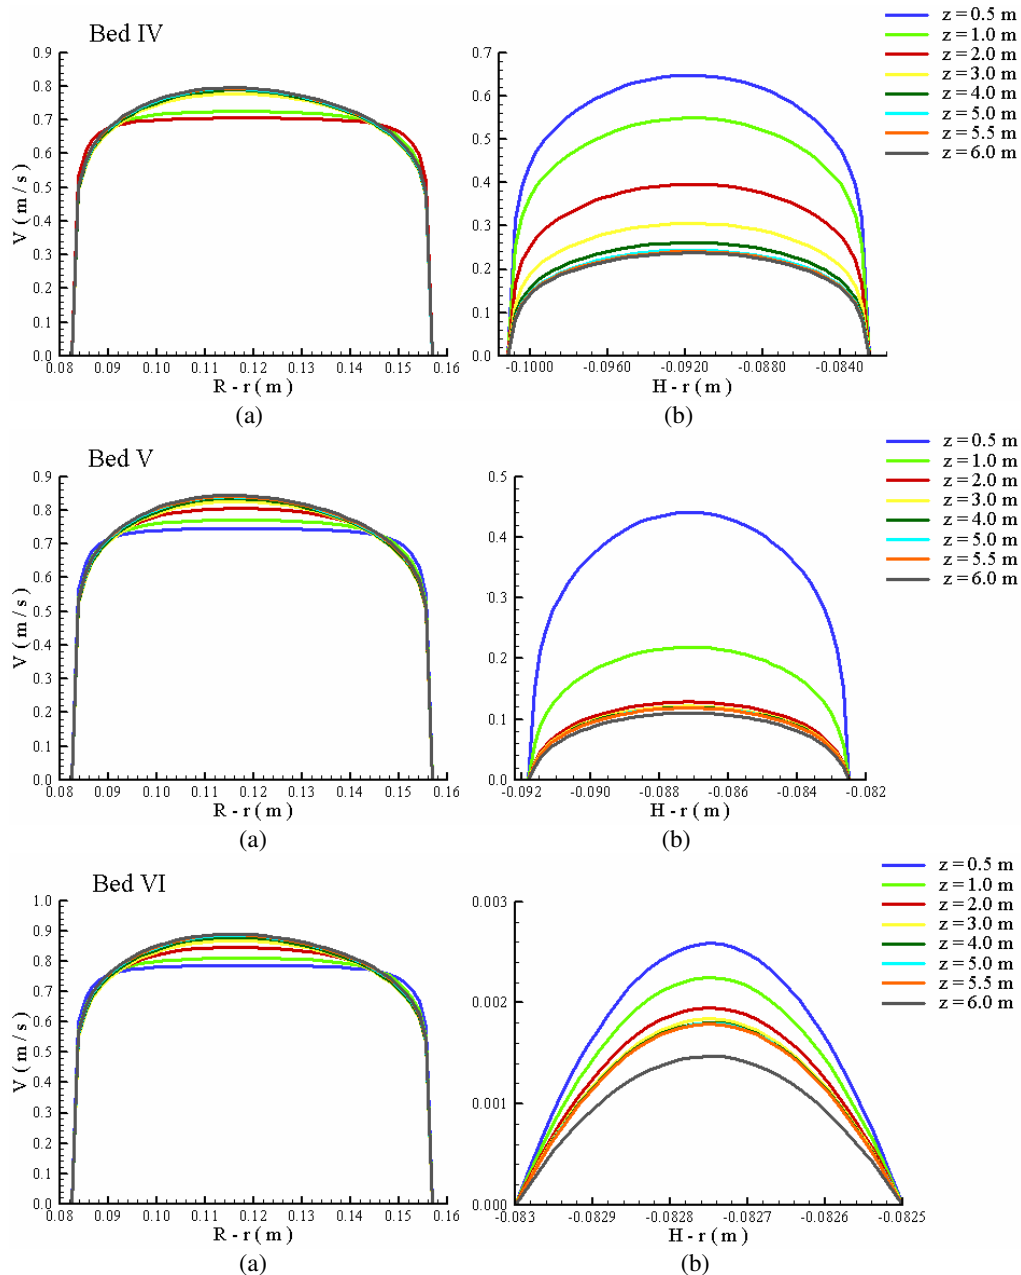 Bed IV
z = 0.5 m
z = 1.0 m
z = 2.0 m
z = 3.0 m
z = 4.0 m
z = 5.0 m
z = 5.5 m
z = 6.0 m
V ( m / s )
0.9
0.8
0.7
0.6
0.5
0.4
0.3
0.2
0.1
0.0
0.08 0.09 0.10 0.11 0.12 0.13 0.14 0.15 0.16
R - r ( m )
(a)
0.7
0.6
0.5
0.4
0.3
0.2
0.1
0.0
-0.1000 -0.0960 -0.0920 -0.0880 -0.0840
H - r ( m )
(b)
Bed V
z = 0.5 m
z = 1.0 m
z = 2.0 m
z = 3.0 m
z = 4.0 m
z = 5.0 m
z = 5.5 m
z = 6.0 m
V ( m / s )
0.9
0.8
0.7
0.6
0.5
0.4
0.3
0.2
0.1
0.0
0.08 0.09 0.10 0.11 0.12 0.13 0.14 0.15 0.16
R - r ( m )
(a)
0.5
0.4
0.3
0.2
0.1
0.0
-0.092 -0.090 -0.088 -0.086 -0.084 -0.082
H - r ( m )
(b)
Bed VI
z = 0.5 m
z = 1.0 m
z = 2.0 m
z = 3.0 m
z = 4.0 m
z = 5.0 m
z = 5.5 m
z = 6.0 m
V ( m / s )
1.0
0.9
0.8
0.7
0.6
0.5
0.4
0.3
0.2
0.1
0.0
0.08 0.09 0.10 0.11 0.12 0.13 0.14 0.15 0.16
R - r ( m )
(a)
0.003
0.002
0.001
0.000
-0.083 -0.0829 -0.0828 -0.0827 -0.0826 -0.0825
H - r ( m )
(b)